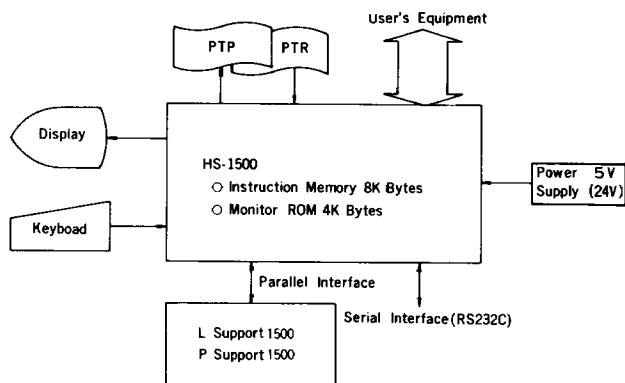 User's Equipment
PTP
PTR
Display
HS-1500
○ Instruction Memory 8K Bytes
○ Monitor ROM 4K Bytes
Power 5V
Supply (24V)
Keyboad
Parallel Interface
Serial Interface(RS232C)
L Support 1500
P Support 1500